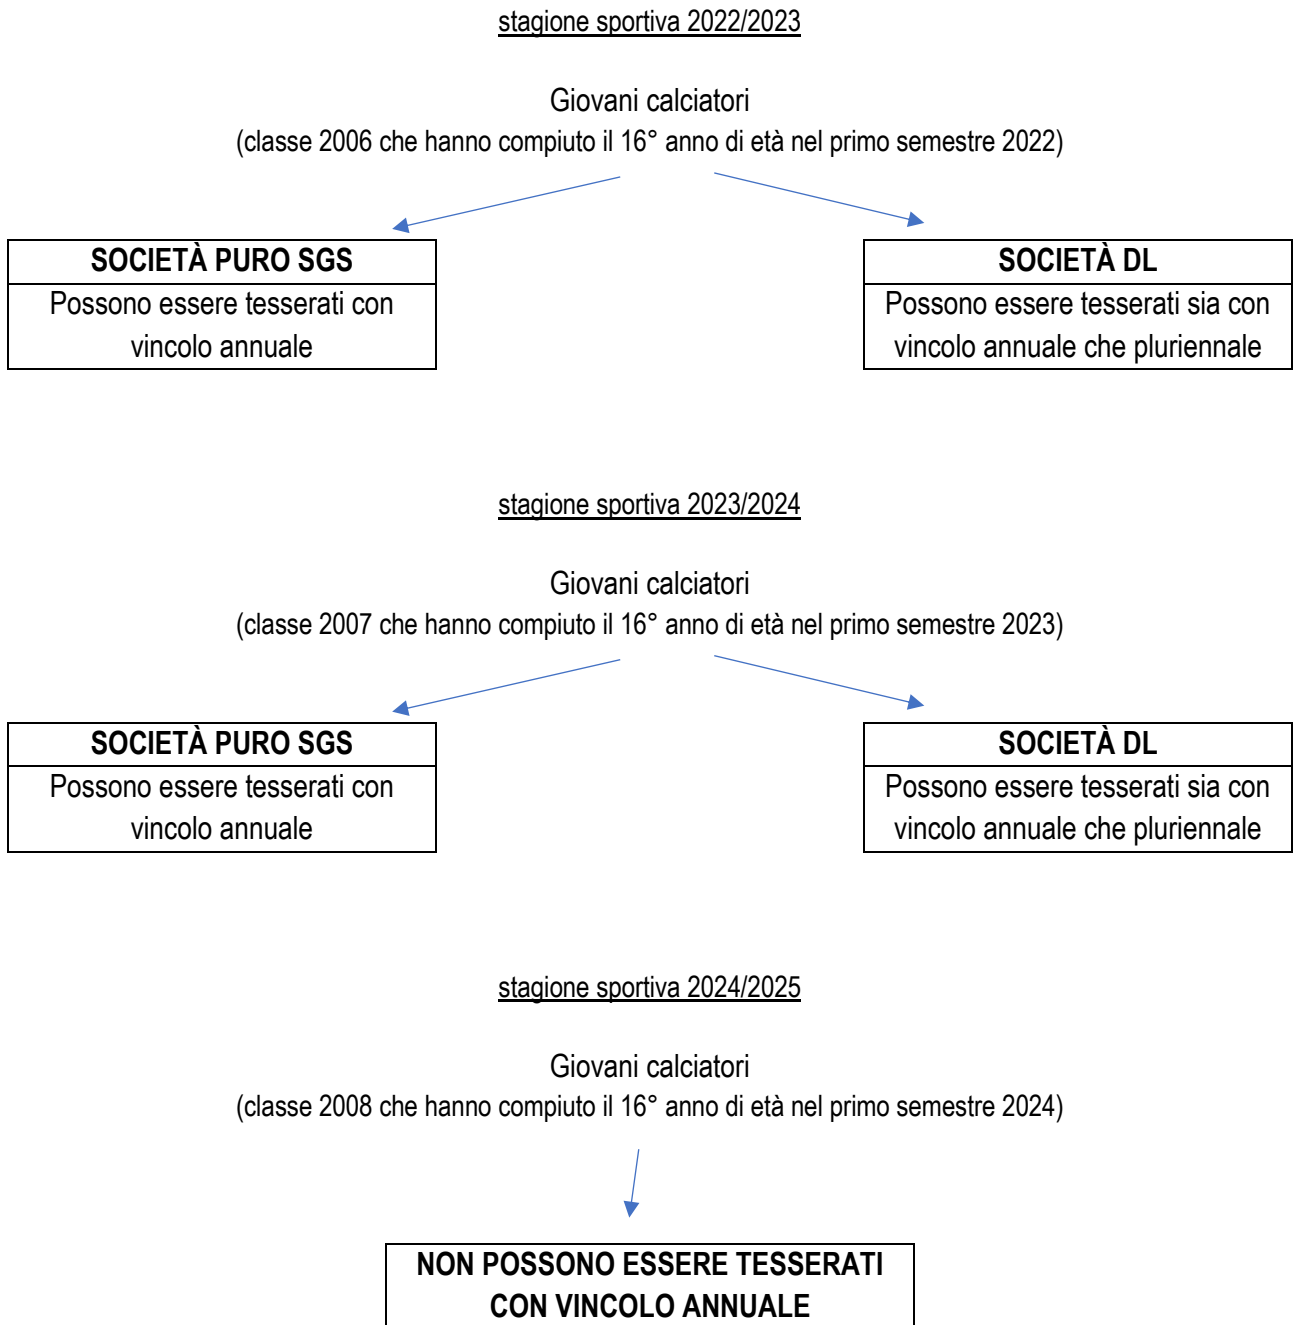 stagione sportiva 2022/2023
Giovani calciatori
(classe 2006 che hanno compiuto il 16° anno di età nel primo semestre 2022)
SOCIETÀ PURO SGS
Possono essere tesserati con
vincolo annuale
SOCIETÀ DL
Possono essere tesserati sia con
vincolo annuale che pluriennale
stagione sportiva 2023/2024
Giovani calciatori
(classe 2007 che hanno compiuto il 16° anno di età nel primo semestre 2023)
SOCIETÀ PURO SGS
Possono essere tesserati con
vincolo annuale
SOCIETÀ DL
Possono essere tesserati sia con
vincolo annuale che pluriennale
stagione sportiva 2024/2025
Giovani calciatori
(classe 2008 che hanno compiuto il 16° anno di età nel primo semestre 2024)
NON POSSONO ESSERE TESSERATI
CON VINCOLO ANNUALE